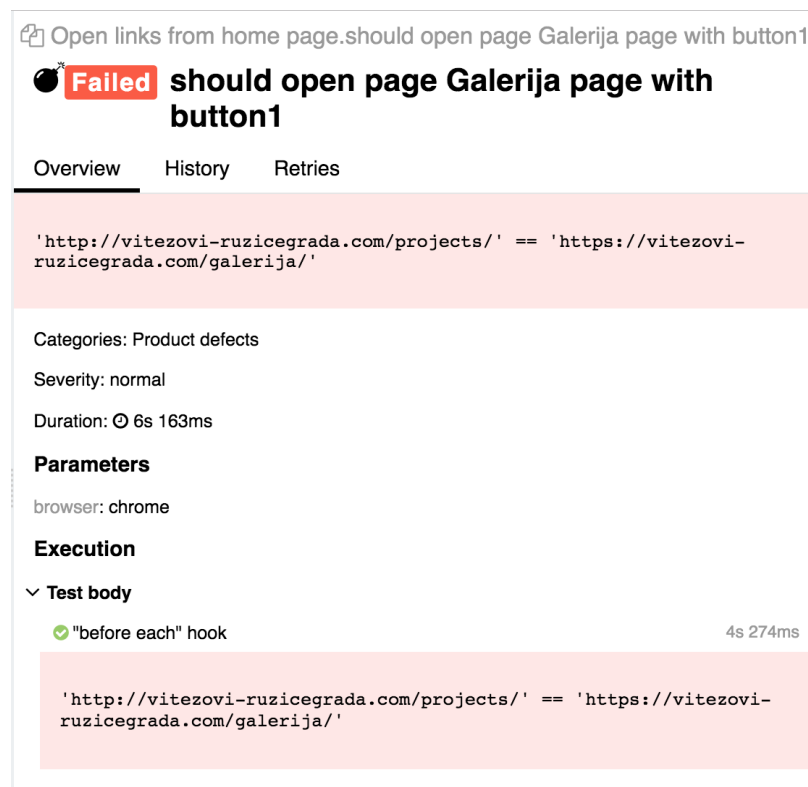 Open links from home page.should open page Galerija page with button1
Failed should open page Galerija page with
button1
Overview History Retries
'http://vitezovi-ruzicegrada.com/projects/' == 'https://vitezovi-
ruzicegrada.com/galerija/'
Categories: Product defects
Severity: normal
Duration: 6s 163ms
Parameters
browser: chrome
Execution
Test body
"before each" hook 4s 274ms
'http://vitezovi-ruzicegrada.com/projects/' == 'https://vitezovi-
ruzicegrada.com/galerija/'